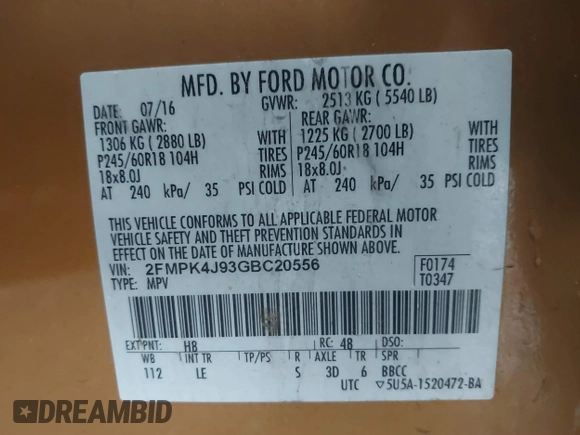 MFD. BY FORD MOTOR CO.
DATE: 07/16 GVWR: 2513 KG ( 5540 LB)
FRONT GAWR: REAR GAWR:
1306 KG ( 2880 LB) WITH 1225 KG ( 2700 LB) WITH
P245/60R18 104H TIRES P245/60R18 104H TIRES
18x8.0J RIMS 18x8.0J RIMS
AT 240 kPa/ 35 PSI COLD AT 240 kPa/ 35 PSI COLD
THIS VEHICLE CONFORMS TO ALL APPLICABLE FEDERAL MOTOR
VEHICLE SAFETY AND THEFT PREVENTION STANDARDS IN
EFFECT ON THE DATE OF MANUFACTURE SHOWN ABOVE.
VIN: 2FMPK4J93GBC20556 F0174
TYPE: MPV T0347
EXT PNT: H8 RC: 48 DSO:
WB INT TR TP/PS R AXLE TR SPR
112 LE S 3D 6 BBCC
UTC ▽5U5A-1520472-BA
DREAMBID